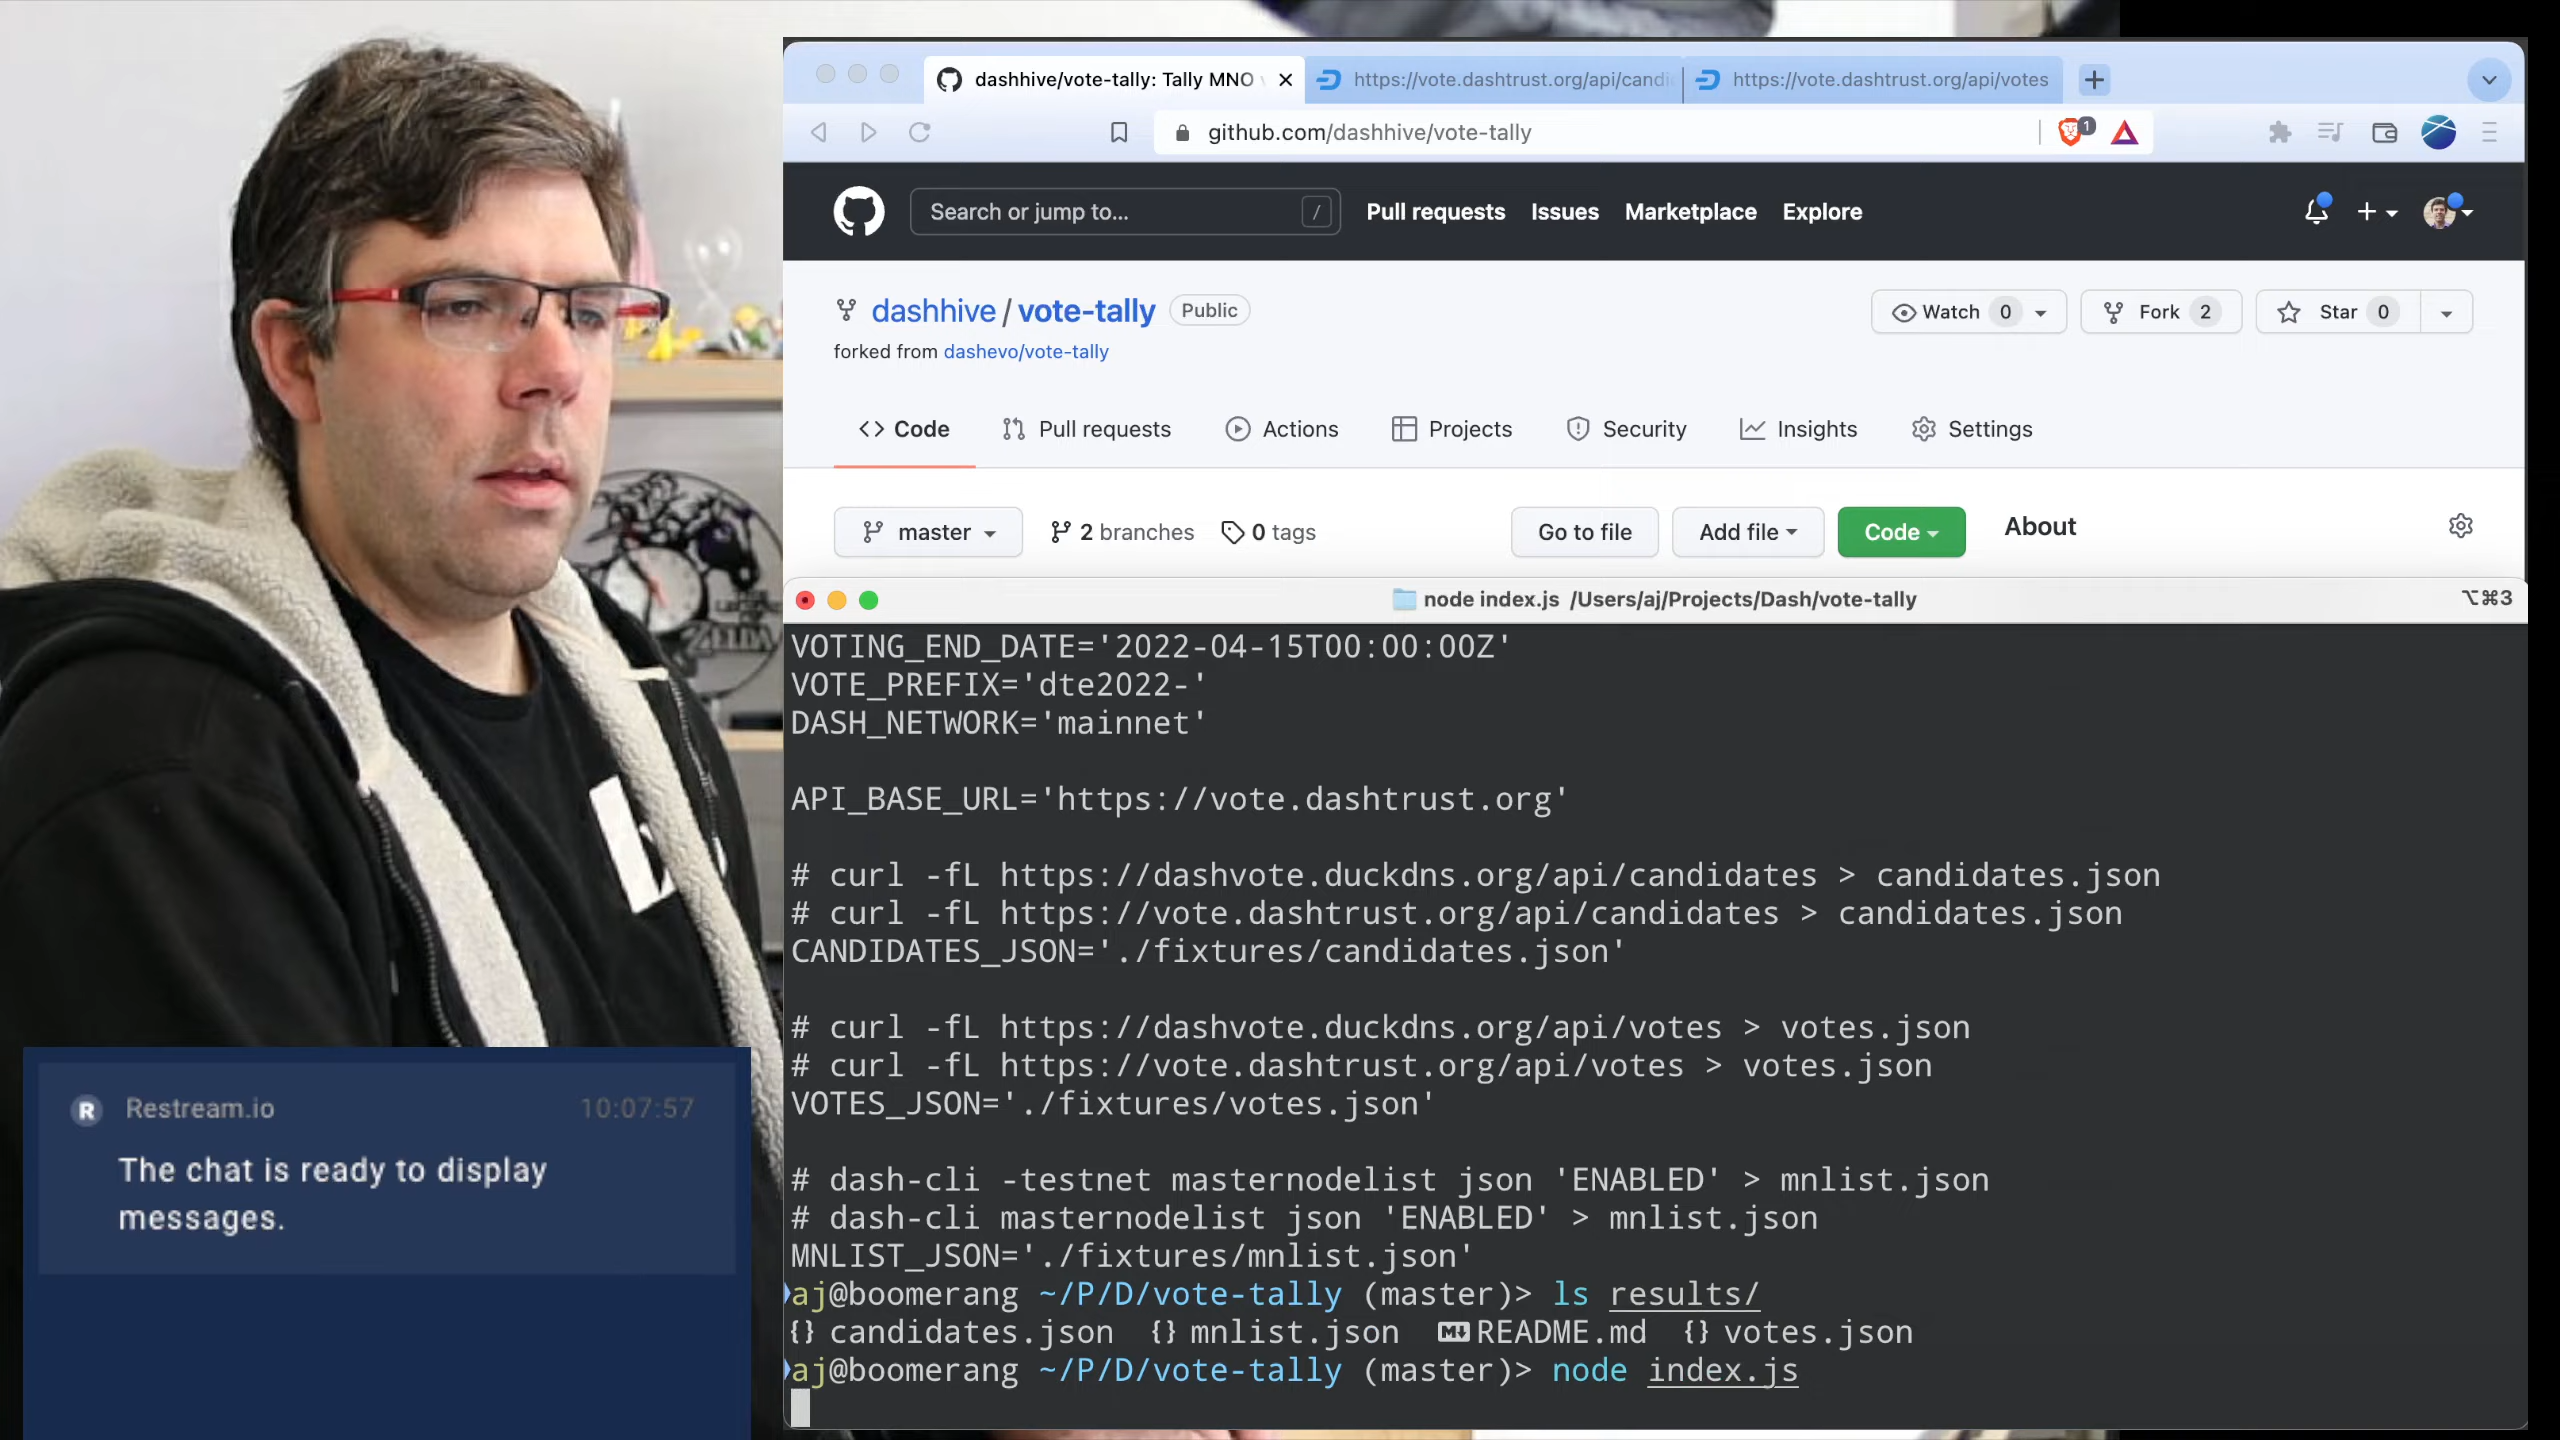 dashhive/vote-tally: Tally MNO
https://vote.dashtrust.org/api/candi
https://vote.dashtrust.org/api/votes
github.com/dashhive/vote-tally
1
Search or jump to...
/
Pull requests
Issues
Marketplace
Explore
dashhive / vote-tally
Public
Watch 0
Fork 2
Star 0
forked from dashevo/vote-tally
Code
Pull requests
Actions
Projects
Security
Insights
Settings
master
2 branches
0 tags
Go to file
Add file
Code
About
node index.js /Users/aj/Projects/Dash/vote-tally
⌥⌘3
VOTING_END_DATE='2022-04-15T00:00:00Z'
VOTE_PREFIX='dte2022-'
DASH_NETWORK='mainnet'
API_BASE_URL='https://vote.dashtrust.org'
# curl -fL https://dashvote.duckdns.org/api/candidates > candidates.json
# curl -fL https://vote.dashtrust.org/api/candidates > candidates.json
CANDIDATES_JSON='./fixtures/candidates.json'
# curl -fL https://dashvote.duckdns.org/api/votes > votes.json
# curl -fL https://vote.dashtrust.org/api/votes > votes.json
VOTES_JSON='./fixtures/votes.json'
# dash-cli -testnet masternodelist json 'ENABLED' > mnlist.json
# dash-cli masternodelist json 'ENABLED' > mnlist.json
MNLIST_JSON='./fixtures/mnlist.json'
aj@boomerang ~/P/D/vote-tally (master)> ls results/
{} candidates.json {} mnlist.json README.md {} votes.json
aj@boomerang ~/P/D/vote-tally (master)> node index.js
ZELDA
R Restream.io 10:07:57
The chat is ready to display
messages.